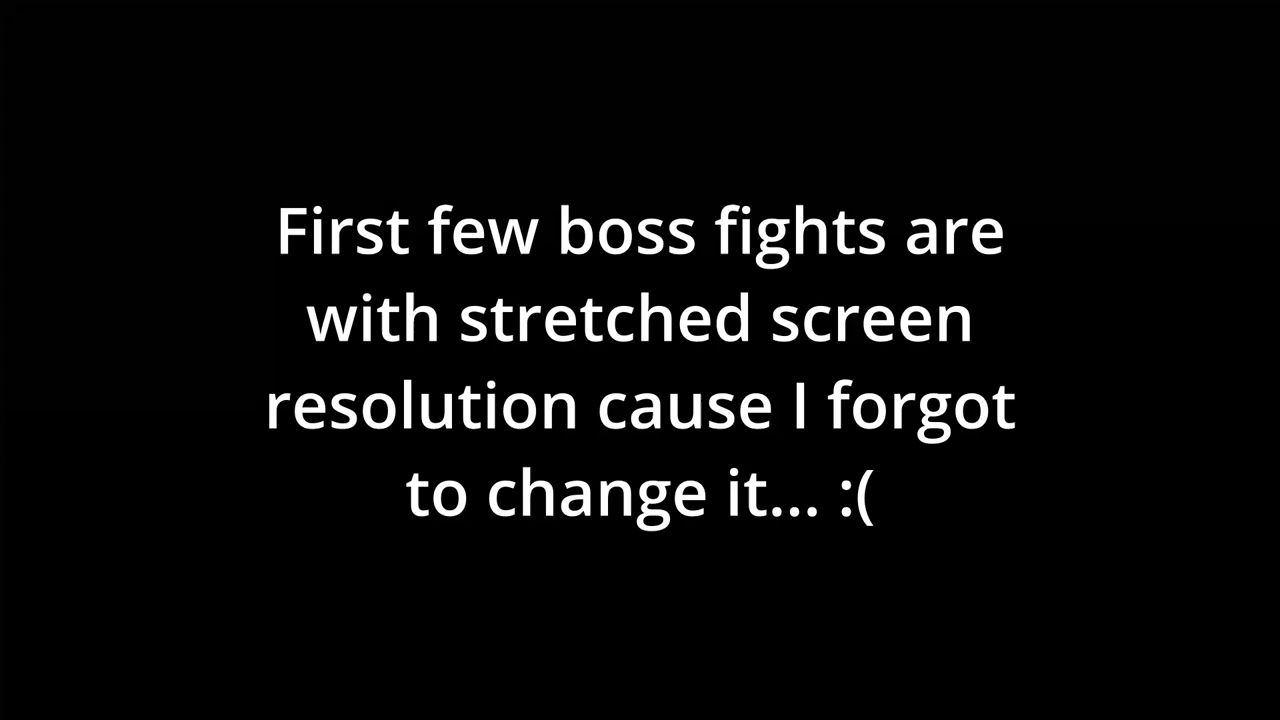 First few boss fights are
with stretched screen
resolution cause I forgot
to change it... :(